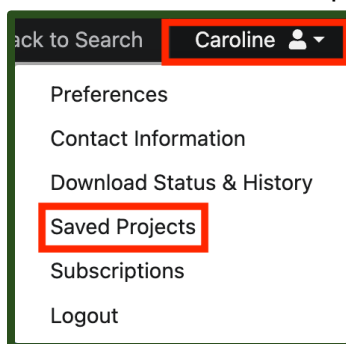 ack to Search Caroline
Preferences
Contact Information
Download Status & History
Saved Projects
Subscriptions
Logout